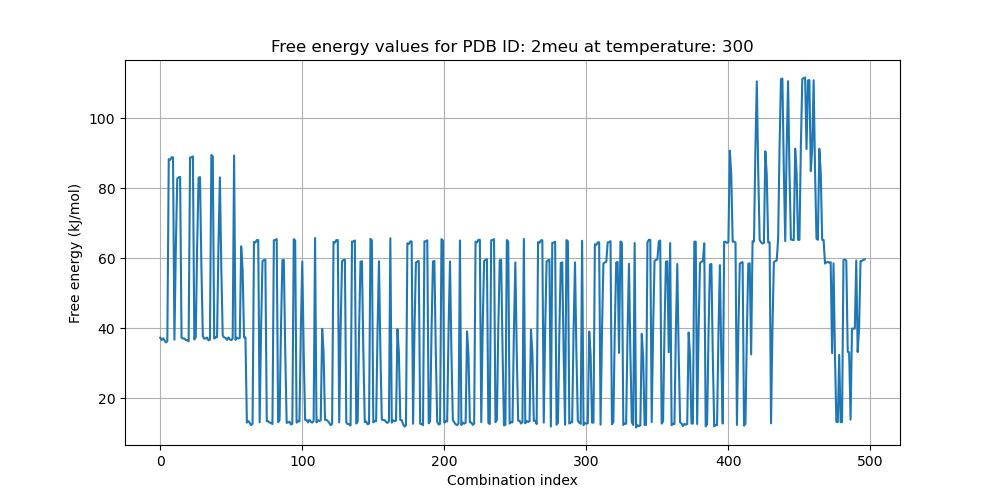 Free energy values for PDB ID: 2meu at temperature: 300
100
80
60
40
20
Free energy (kJ/mol)
0 100 200 300 400 500
Combination index